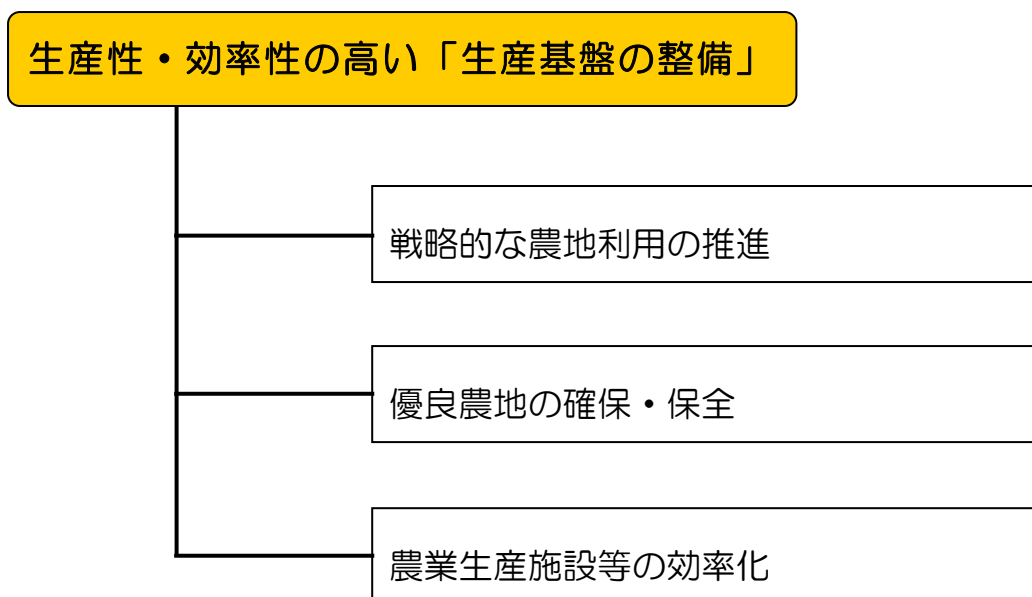 生産性・効率性の高い「生産基盤の整備」
戦略的な農地利用の推進
優良農地の確保・保全
農業生産施設等の効率化